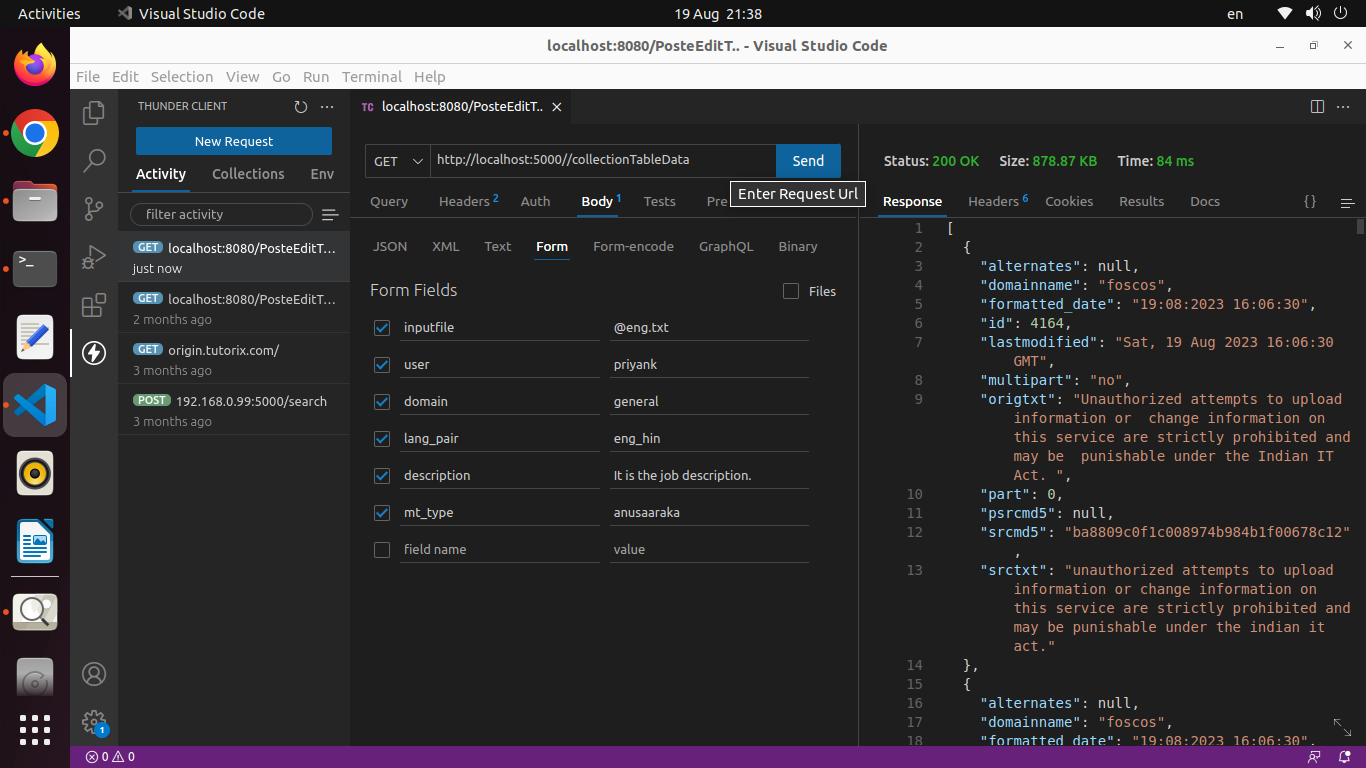 Activities
Visual Studio Code
19 Aug 21:38
en
localhost:8080/PosteEditT.. - Visual Studio Code
File Edit Selection View Go Run Terminal Help
THUNDER CLIENT
New Request
Activity Collections Env
filter activity
GET localhost:8080/PosteEditT...
just now
GET localhost:8080/PosteEditT...
2 months ago
GET origin.tutorix.com/
3 months ago
POST 192.168.0.99:5000/search
3 months ago
1
TC localhost:8080/PosteEditT..
GET http://localhost:5000//collectionTableData Send
Enter Request Url
Query Headers 2 Auth Body 1 Tests Pre
JSON XML Text Form Form-encode GraphQL Binary
Form Fields Files
inputfile @eng.txt
user priyank
domain general
lang_pair eng_hin
description It is the job description.
mt_type anusaaraka
field name value
Status: 200 OK Size: 878.87 KB Time: 84 ms
Response Headers 6 Cookies Results Docs {}
1 [
2 {
3 "alternates": null,
4 "domainname": "foscos",
5 "formatted_date": "19:08:2023 16:06:30",
6 "id": 4164,
7 "lastmodified": "Sat, 19 Aug 2023 16:06:30
GMT",
8 "multipart": "no",
9 "origtxt": "Unauthorized attempts to upload
information or  change information on
this service are strictly prohibited and
may be  punishable under the Indian IT
Act. ",
10 "part": 0,
11 "psrcmd5": null,
12 "srcmd5": "ba8809c0f1c008974b984b1f00678c12"
,
13 "srctxt": "unauthorized attempts to upload
information or change information on
this service are strictly prohibited and
may be punishable under the indian it
act."
14 },
15 {
16 "alternates": null,
17 "domainname": "foscos",
18 "formatted_date": "19:08:2023 16:06:30",
0 0